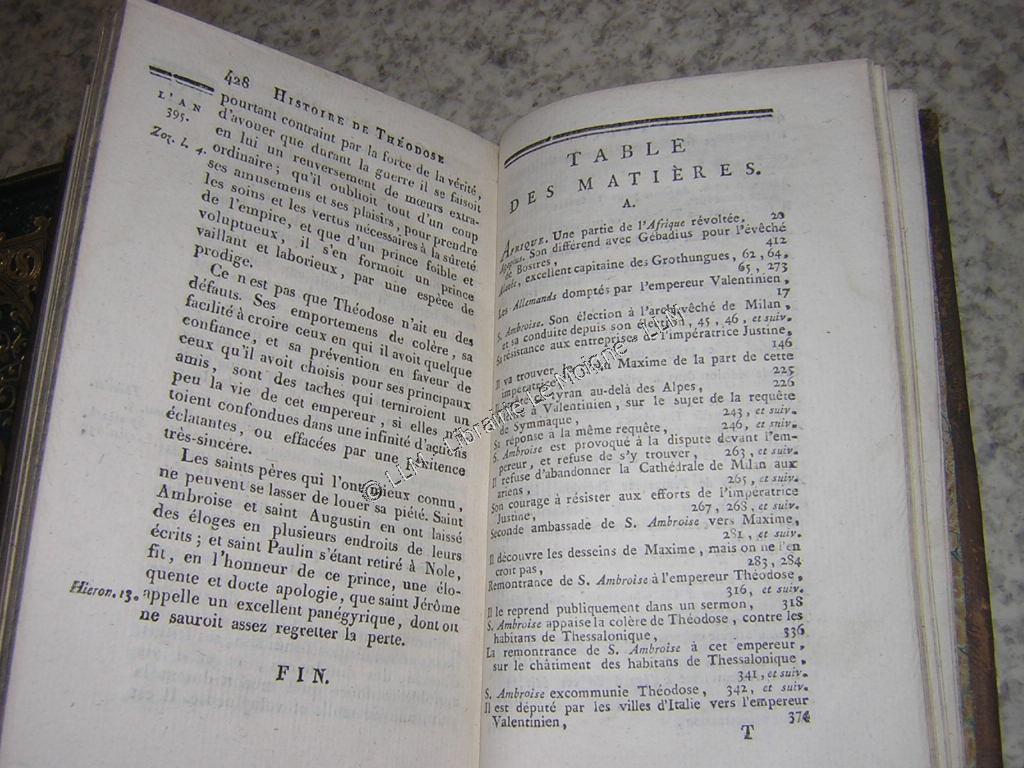 428 HISTOIRE DE THÉODOSE
L'AN
395.
Zoz. l. 4.
pourtant contraint par la force de la vérité,
d'avouer que durant la guerre il se faisoit
en lui un renversement de mœurs extra-
ordinaire; qu'il oublioit tout d'un coup
ses amusemens et ses plaisirs, pour prendre
les soins et les vertus nécessaires à la sûreté
de l'empire, et que d'un prince foible et
voluptueux, il s'en formoit un prince
vaillant et laborieux, par une espèce de
prodige.
Ce n'est pas que Théodose n'ait eu des
défauts. Ses emportemens de colère, sa
facilité à croire ceux en qui il avoit quelque
confiance, et sa prévention en faveur de
ceux qu'il avoit choisis pour ses principaux
amis, sont des taches qui terniroient un
peu la vie de cet empereur, si elles n'é-
toient confondues dans une infinité d'actions
éclatantes, ou effacées par une pénitence
très-sincère.
Les saints pères qui l'ont mieux connu,
ne peuvent se lasser de louer sa piété. Saint
Ambroise et saint Augustin en ont laissé
des éloges en plusieurs endroits de leurs
écrits; et saint Paulin s'étant retiré à Nole,
fit, en l'honneur de ce prince, une élo-
quente et docte apologie, que saint Jérôme
Hieron. 13. appelle un excellent panégyrique, dont on
ne sauroit assez regretter la perte.
FIN.
TABLE
DES MATIÈRES.
A.
AFRIQUE. Une partie de l'Afrique révoltée, 20
Son différend avec Gébadius pour l'évêché
de Bostres, 412
excellent capitaine des Grothungues, 62, 64.
65, 273
Les Allemands domptés par l'empereur Valentinien,
17
S. Ambroise. Son élection à l'archevêché de Milan,
et sa conduite depuis son élection, 45, 46, et suiv.
Sa résistance aux entreprises de l'impératrice Justine,
146
Il va trouver le tyran Maxime de la part de cette
impératrice, 225
tyran au-delà des Alpes, 226
à Valentinien, sur le sujet de la requête
de Symmaque, 243, et suiv.
Sa réponse à la même requête, 246, et suiv.
S. Ambroise est provoqué à la dispute devant l'em-
pereur, et refuse de s'y trouver, 263, et suiv.
Il refuse d'abandonner la Cathédrale de Milan aux
ariens, 265, et suiv.
Son courage à résister aux efforts de l'impératrice
Justine, 267, 268, et suiv.
Seconde ambassade de S. Ambroise vers Maxime,
281, et suiv.
Il découvre les desseins de Maxime, mais on ne l'en
croit pas, 283, 284
Remontrance de S. Ambroise à l'empereur Théodose,
316, et suiv.
Il le reprend publiquement dans un sermon, 318
S. Ambroise appaise la colère de Théodose, contre les
habitans de Thessalonique, 336
La remontrance de S. Ambroise à cet empereur,
sur le châtiment des habitans de Thessalonique,
341, et suiv.
S. Ambroise excommunie Théodose, 342, et suiv.
Il est député par les villes d'Italie vers l'empereur
Valentinien, 374
T
© LLM - Librairie Le Moigne - LLM